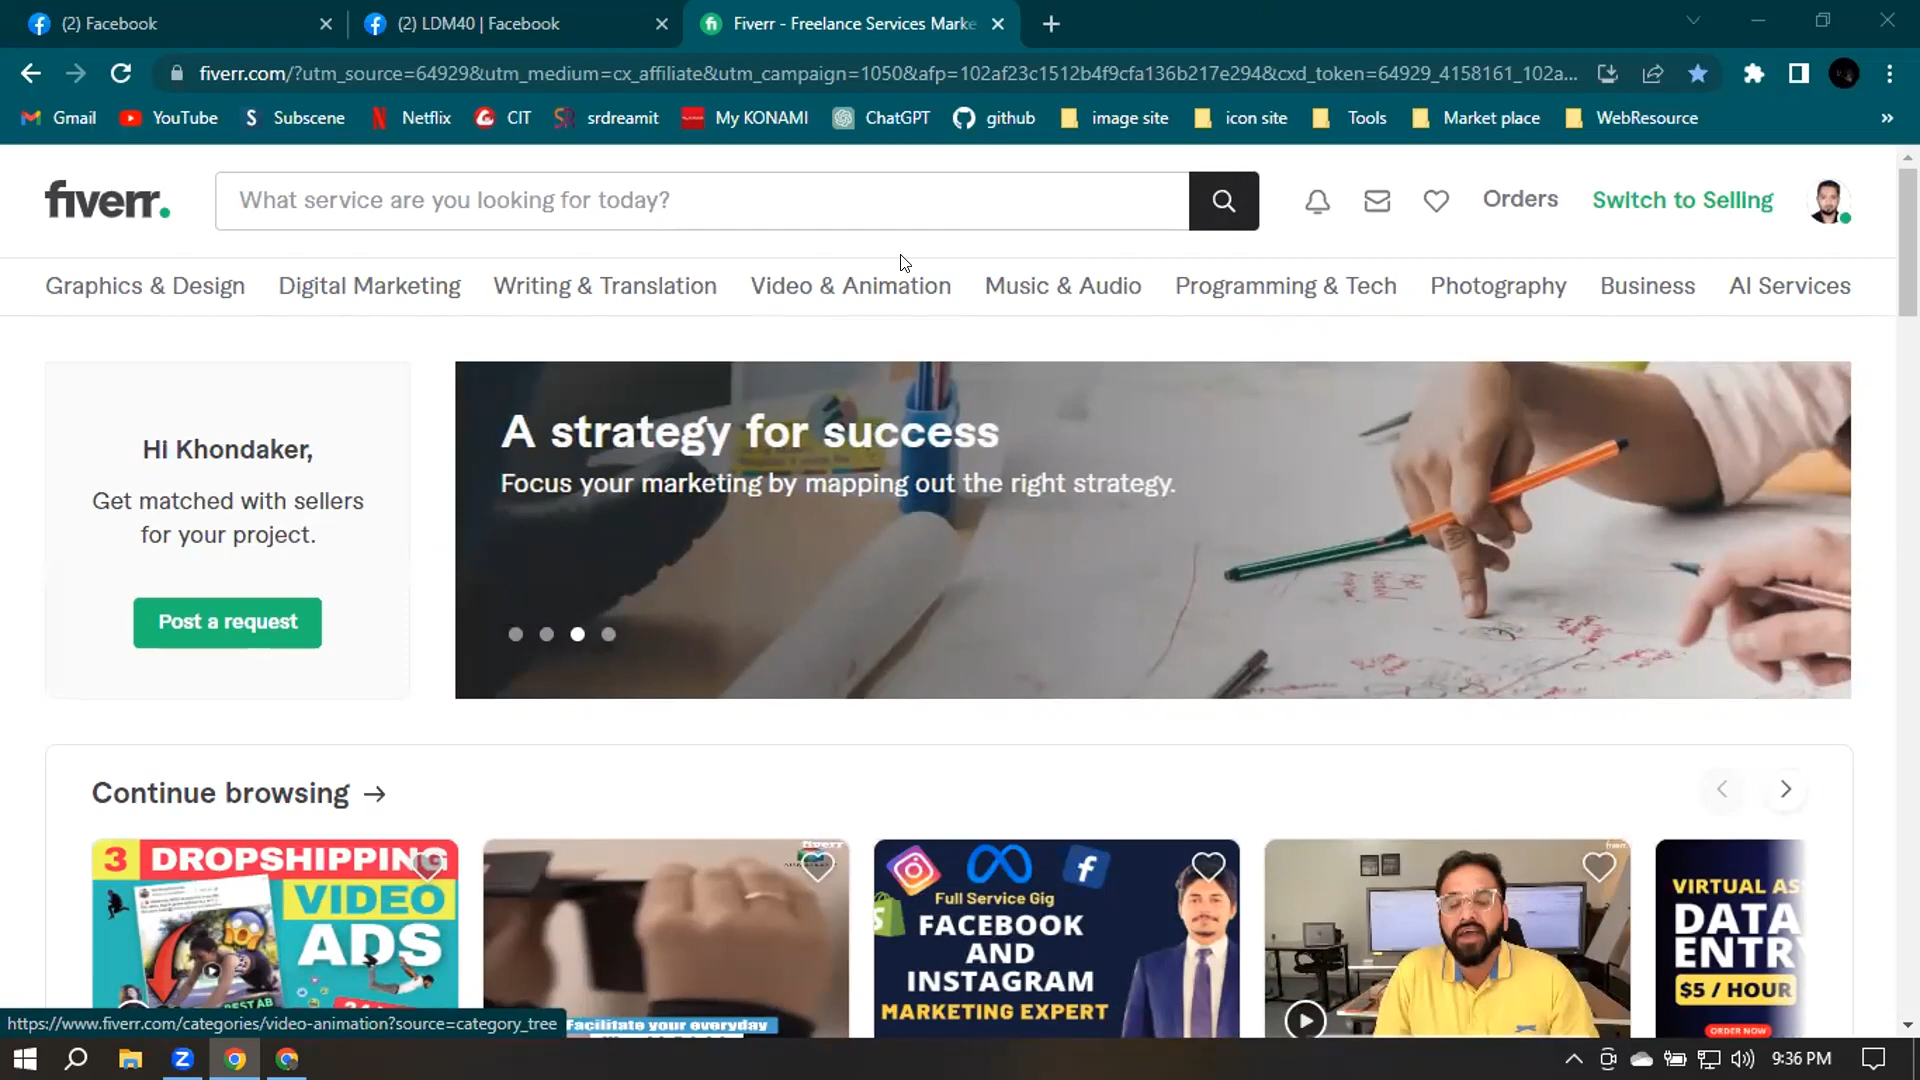 (2) Facebook
(2) LDM40 | Facebook
Fiverr - Freelance Services Marke
fiverr.com/?utm_source=64929&utm_medium=cx_affiliate&utm_campaign=1050&afp=102af23c1512b4f9cfa136b217e294&cxd_token=64929_4158161_102a...
Gmail YouTube Subscene Netflix CIT srdreamit My KONAMI ChatGPT github image site icon site Tools Market place WebResource »
fiverr.
What service are you looking for today?
Orders
Switch to Selling
Graphics & Design Digital Marketing Writing & Translation Video & Animation Music & Audio Programming & Tech Photography Business AI Services
Hi Khondaker,
Get matched with sellers
for your project.
Post a request
A strategy for success
Focus your marketing by mapping out the right strategy.
Continue browsing →
3 DROPSHIPPING
VIDEO
ADS
fiverr
Facilitate your everyday
Full Service Gig
FACEBOOK
AND
INSTAGRAM
MARKETING EXPERT
fiverr
VIRTUAL AS
DATA
ENTRY
$5 / HOUR
ORDER NOW
https://www.fiverr.com/categories/video-animation?source=category_tree
9:36 PM